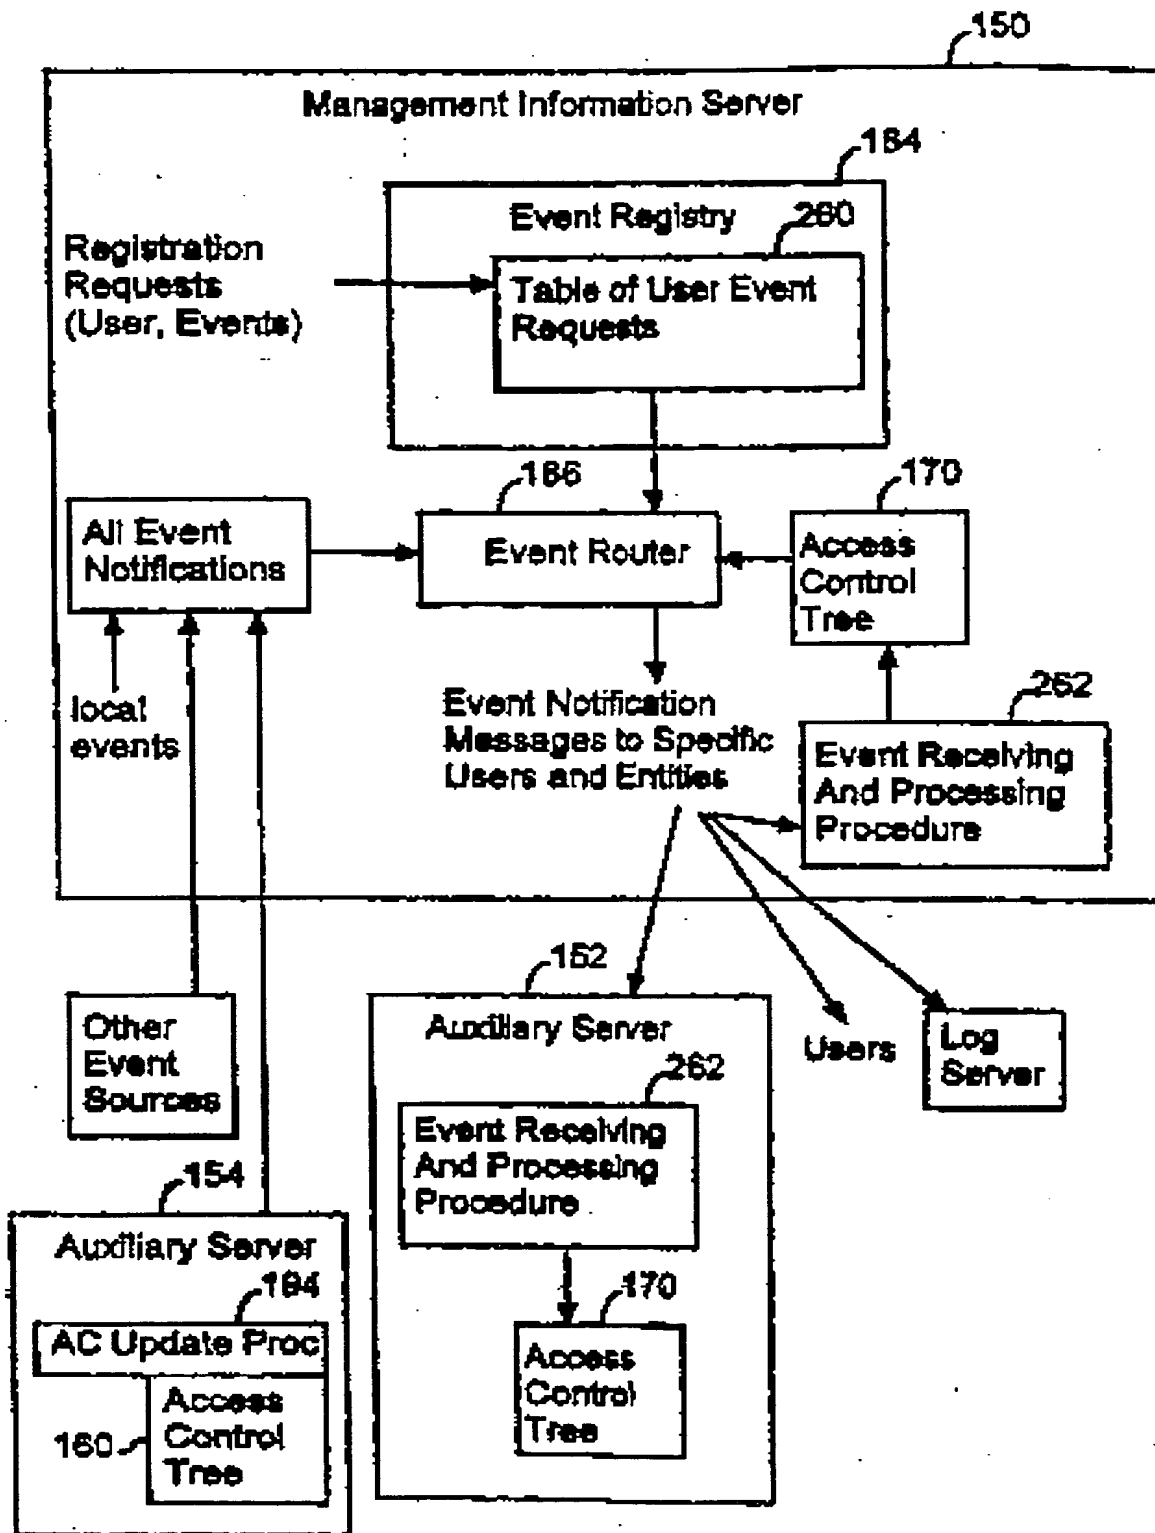 150
Management Information Server
184
Event Registry
260
Registration
Requests
(User, Events)
Table of User Event
Requests
186
170
All Event
Notifications
Event Router
Access
Control
Tree
local
events
Event Notification
Messages to Specific
Users and Entities
262
Event Receiving
And Processing
Procedure
152
Other
Event
Sources
Auxiliary Server
Users
Log
Server
262
Event Receiving
And Processing
Procedure
154
Auxiliary Server
194
AC Update Proc
170
Access
Control
Tree
160
Access
Control
Tree